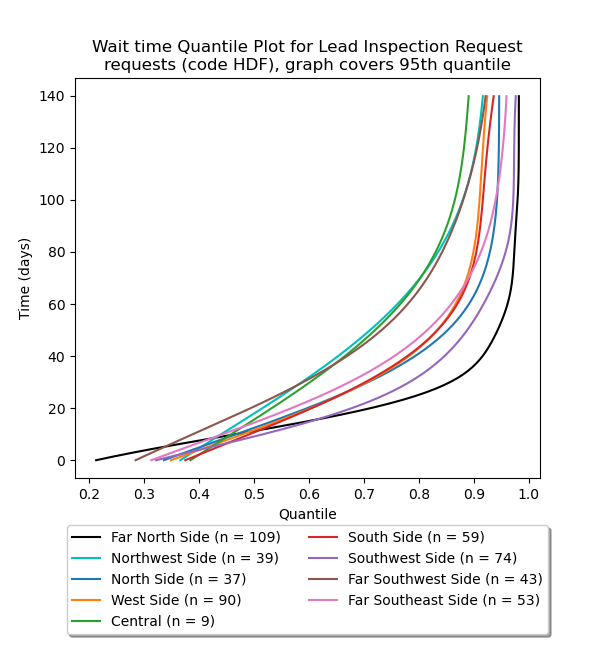 Wait time Quantile Plot for Lead Inspection Request
requests (code HDF), graph covers 95th quantile
140
120
100
80
60
40
20
0
Time (days)
0.2 0.3 0.4 0.5 0.6 0.7 0.8 0.9 1.0
Quantile
Far North Side (n = 109)
Northwest Side (n = 39)
North Side (n = 37)
West Side (n = 90)
Central (n = 9)
South Side (n = 59)
Southwest Side (n = 74)
Far Southwest Side (n = 43)
Far Southeast Side (n = 53)